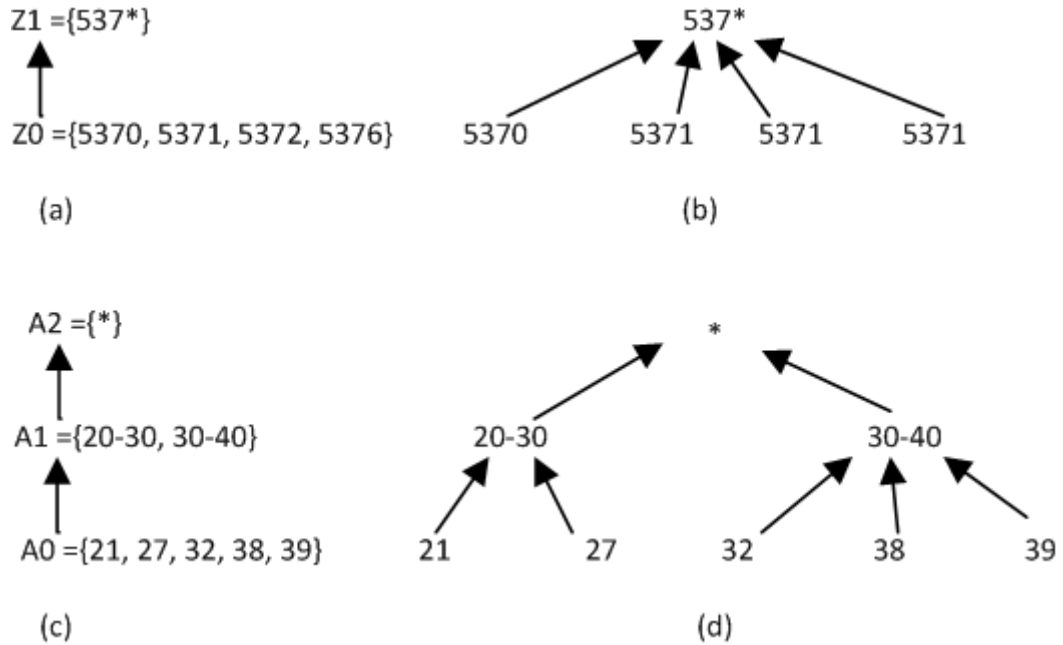 Z1 ={537*}
537*
Z0 ={5370, 5371, 5372, 5376}
5370 5371 5371 5371
(a)
(b)
A2 ={*}
*
A1 ={20-30, 30-40}
20-30 30-40
A0 ={21, 27, 32, 38, 39}
21 27 32 38 39
(c)
(d)